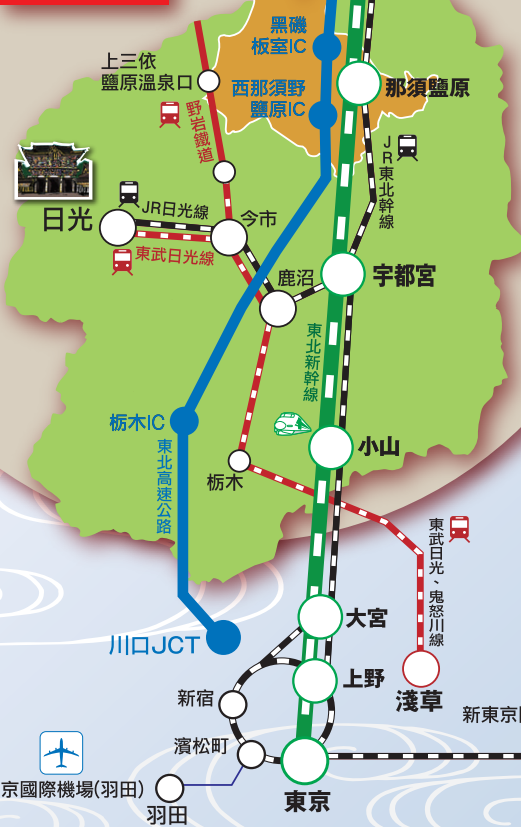 黑磯
板室IC
上三依
鹽原溫泉口
西那須野
鹽原IC
那須鹽原
野岩鐵道
JR東北幹線
JR日光線
日光
今市
東武日光線
鹿沼
宇都宮
東北新幹線
栃木IC
小山
東北高速公路
栃木
東武日光、鬼怒川線
大宮
川口JCT
上野
新宿
淺草
新東京
濱松町
京國際機場(羽田)
東京
羽田